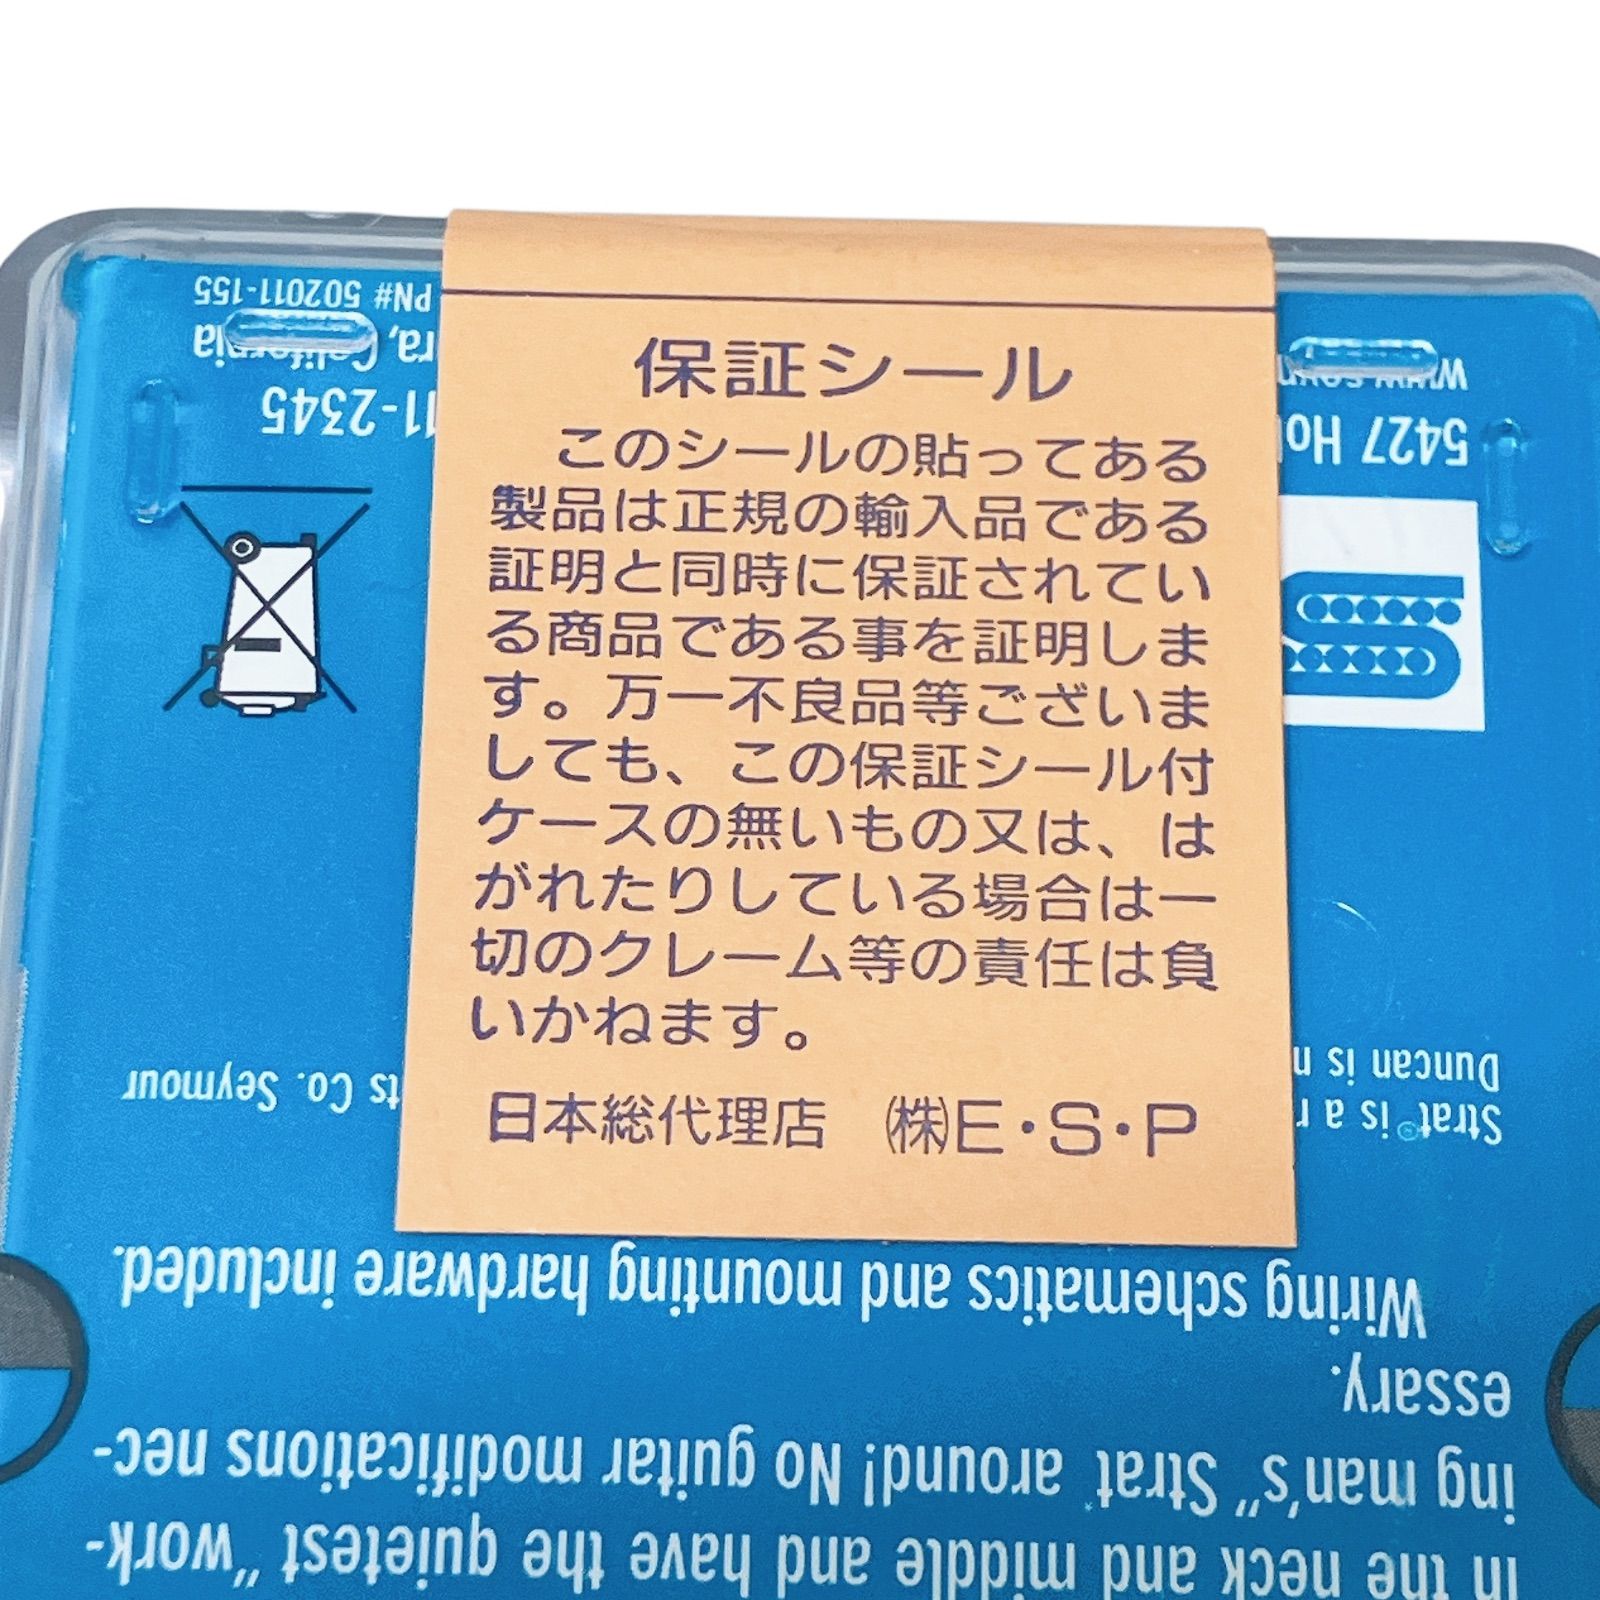 保証シール
このシールの貼ってある
製品は正規の輸入品である
証明と同時に保証されてい
る商品である事を証明しま
す。万一不良品等ございま
しても、この保証シール付
ケースの無いもの又は、は
がれたりしている場合は一
切のクレーム等の責任は負
いかねます。
日本総代理店 ㈱E・S・P
in the neck and middle and have the quietest "work-
ing man's" Strat® around! No guitar modifications nec-
essary.
Wiring schematics and mounting hardware included.
Strat® is a
Duncan is
Co. Seymour
5427
11-2345
California
PN# 502011-155